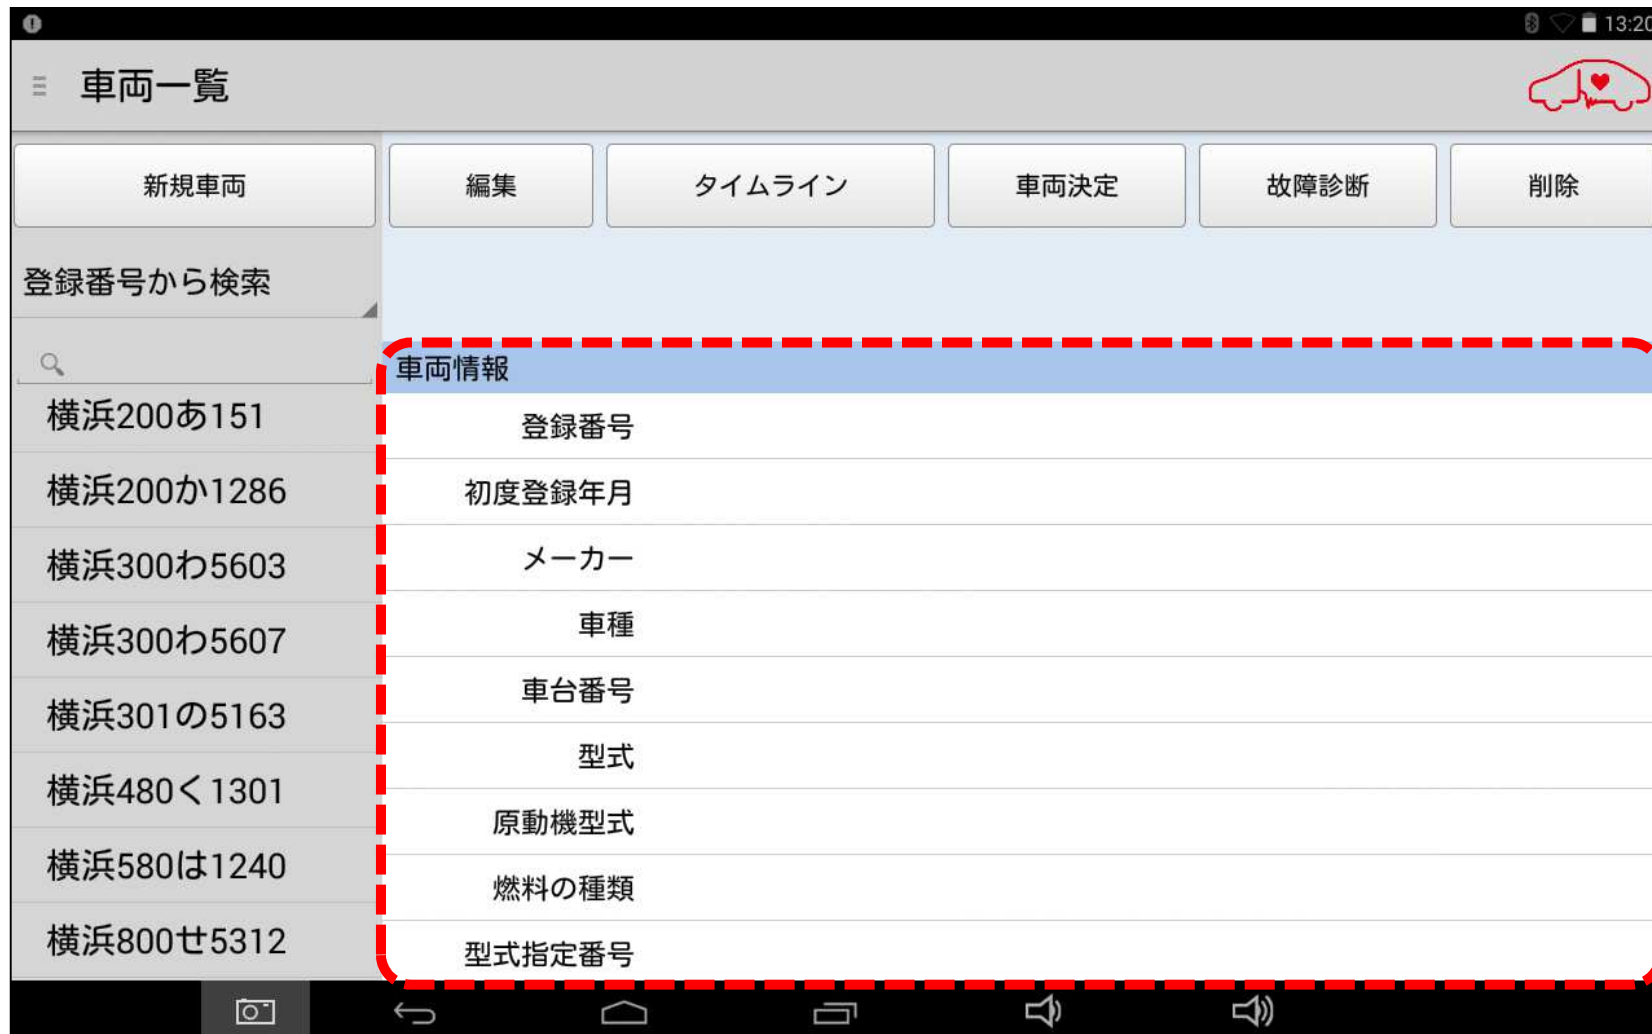 13:20
車両一覧
新規車両
編集
タイムライン
車両決定
故障診断
削除
登録番号から検索
横浜200あ151
横浜200か1286
横浜300わ5603
横浜300わ5607
横浜301の5163
横浜480く1301
横浜580は1240
横浜800せ5312
車両情報
登録番号
初度登録年月
メーカー
車種
車台番号
型式
原動機型式
燃料の種類
型式指定番号